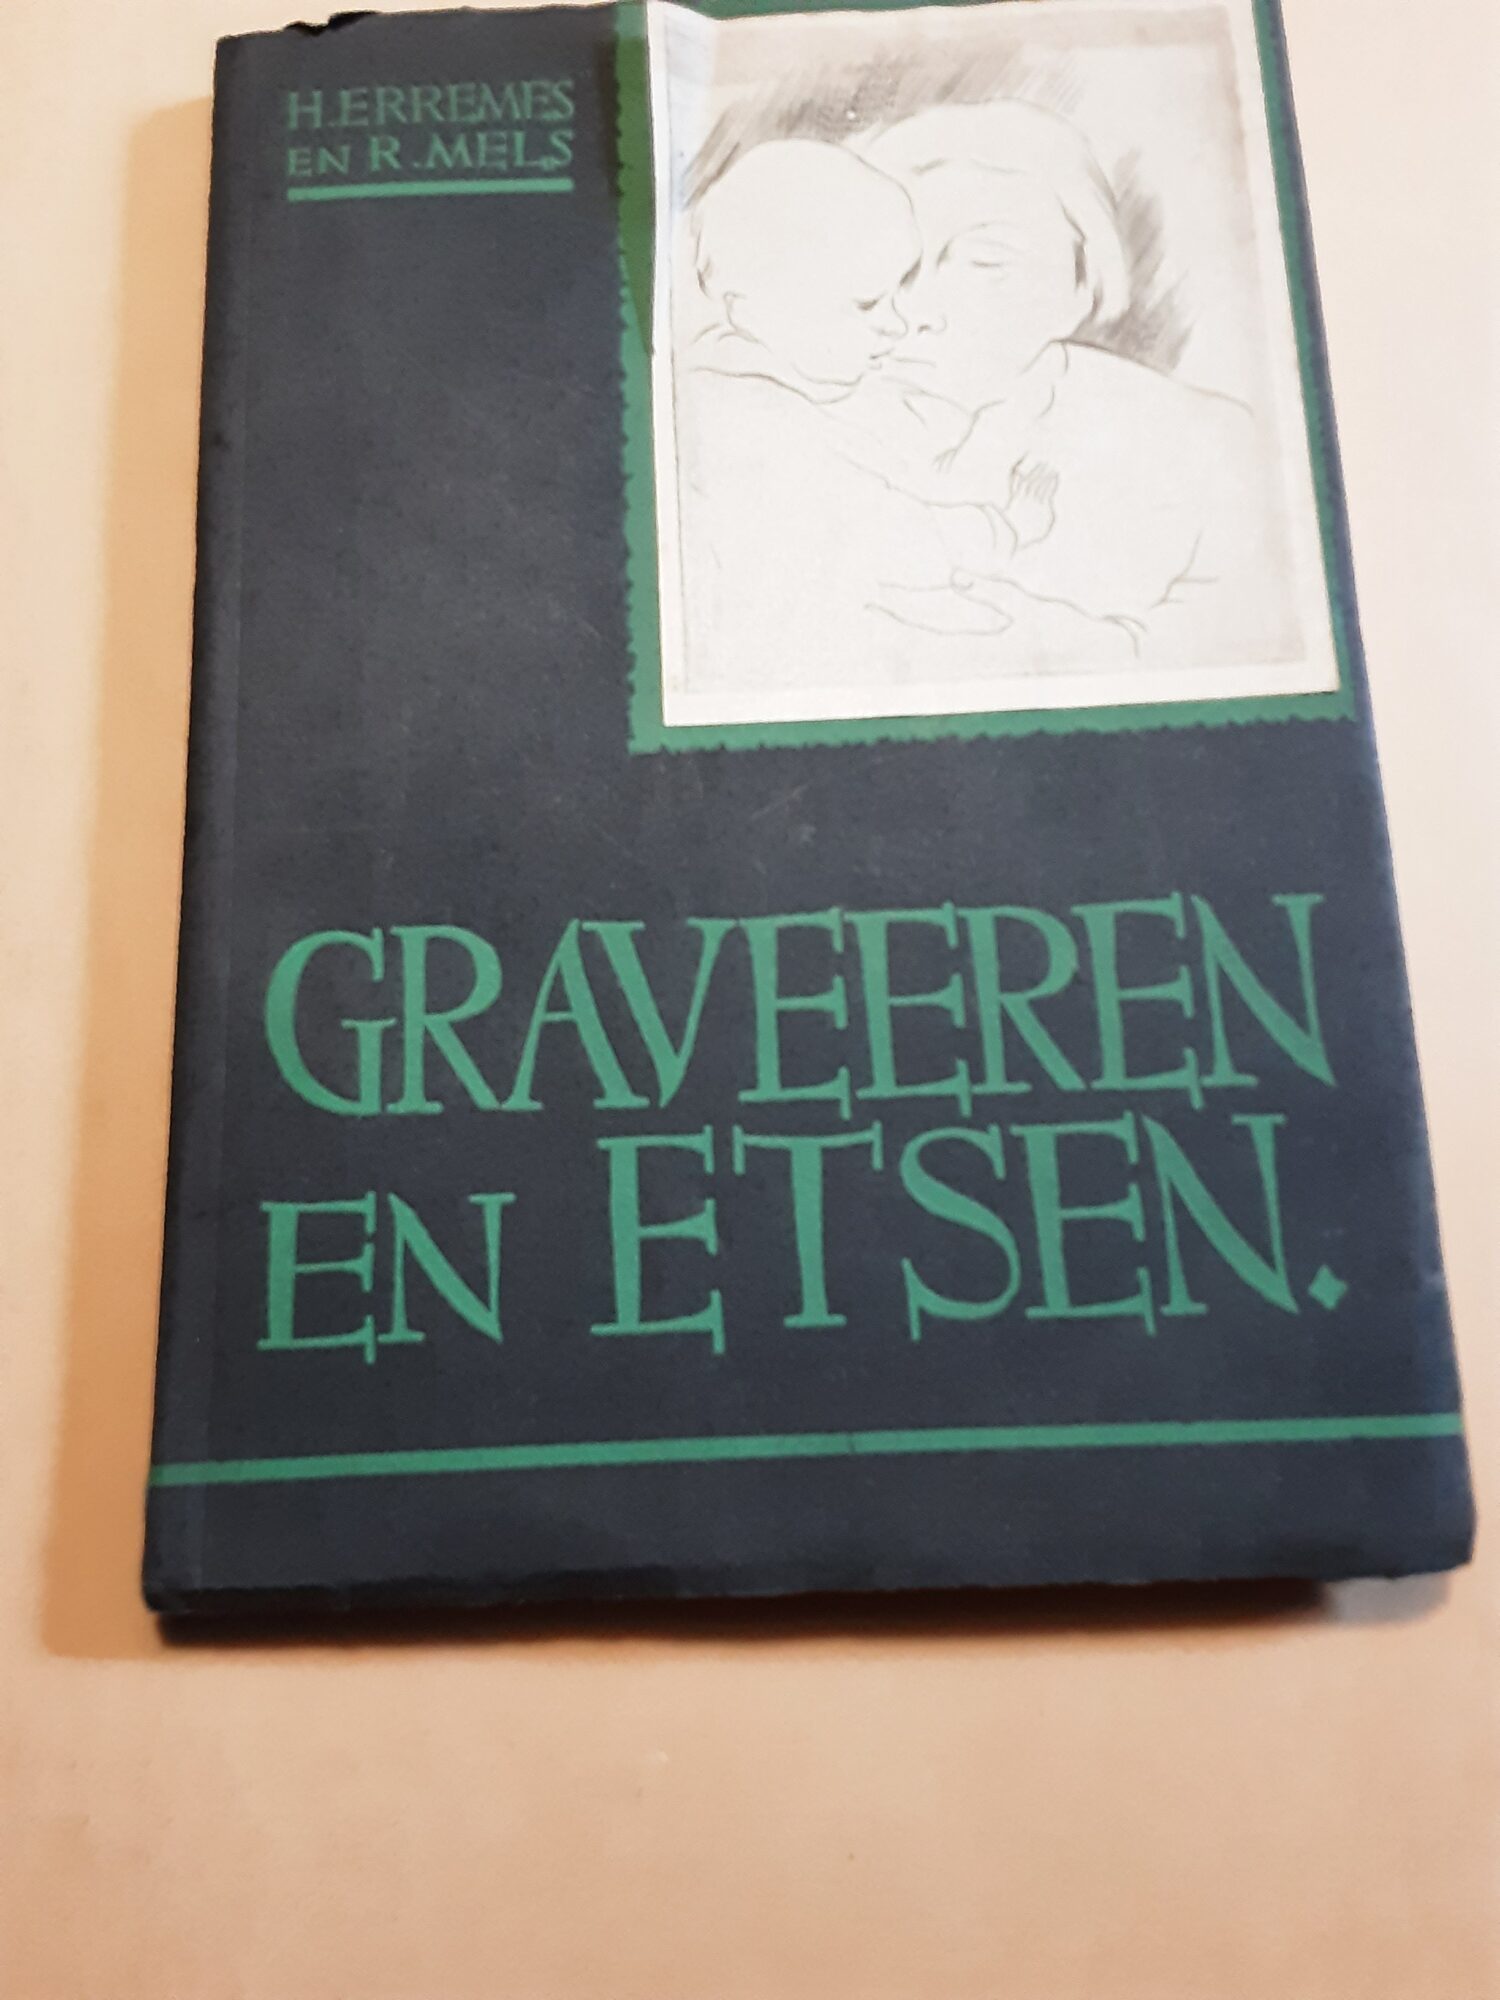 H. ERREMES
EN R. MELS
GRAVEEREN
EN ETSEN.